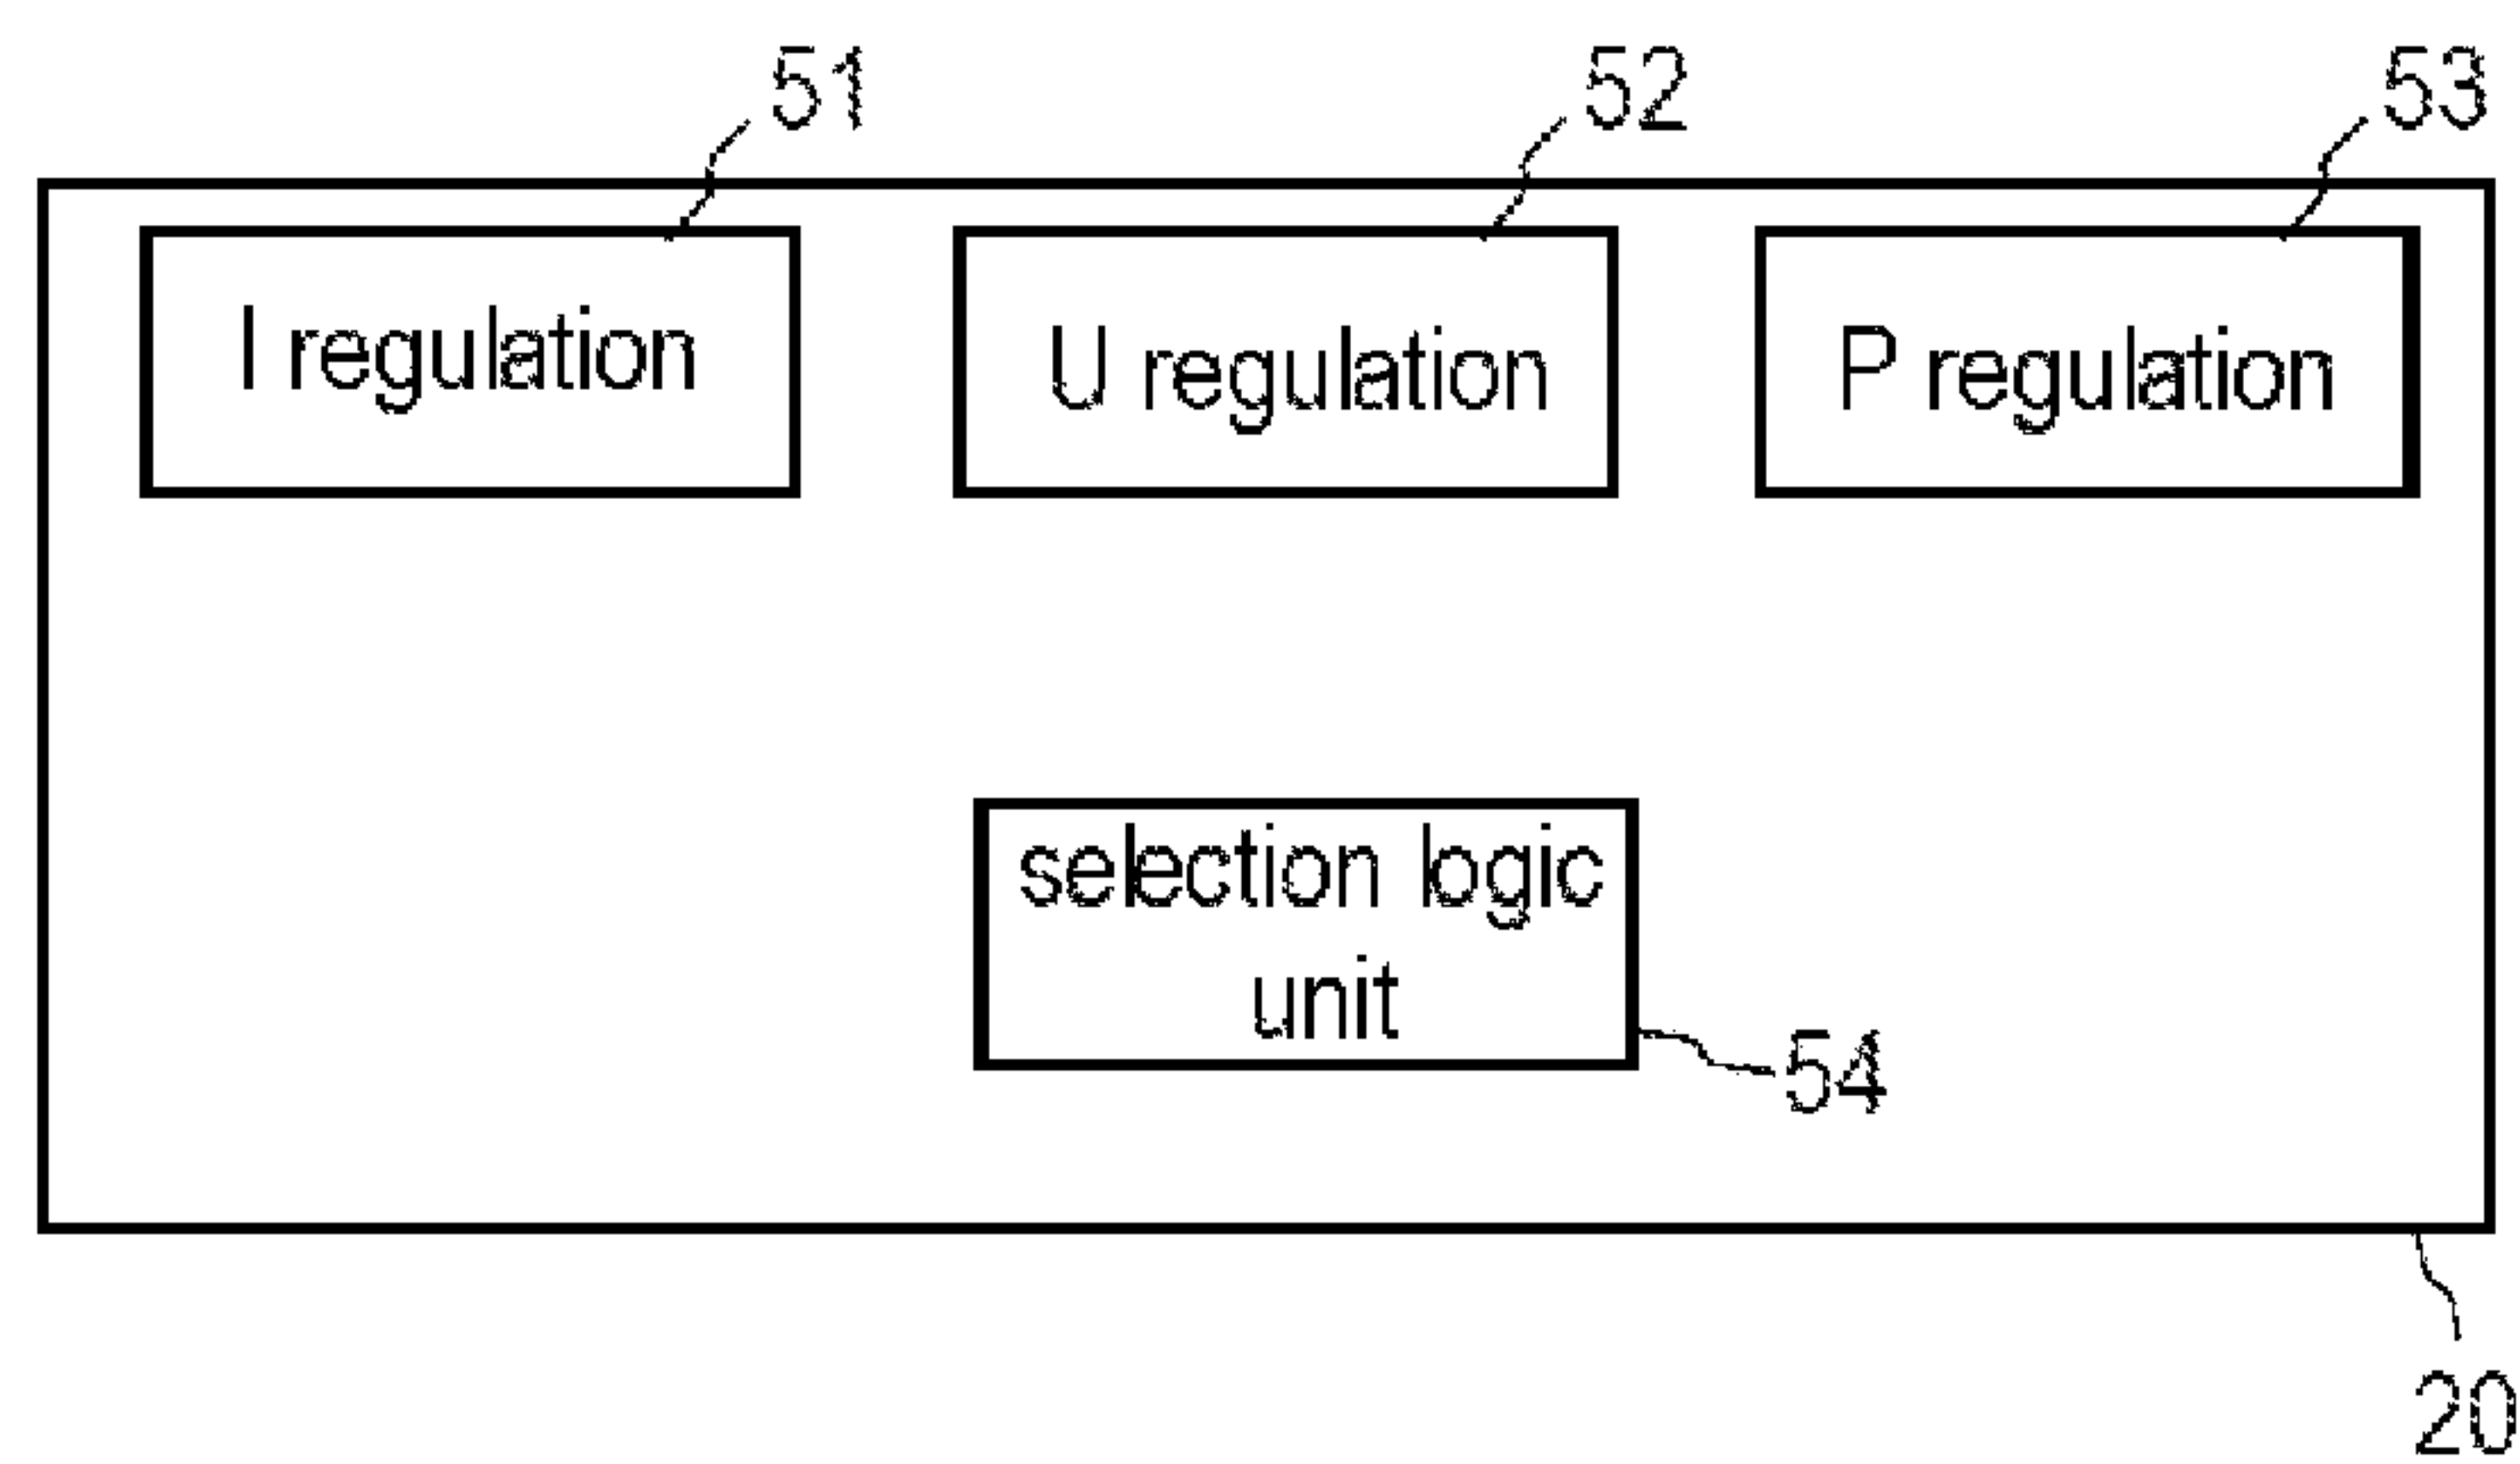 51
52
53
I regulation
U regulation
P regulation
selection logic
unit
54
20